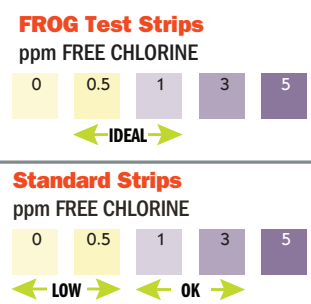 FROG Test Strips
ppm FREE CHLORINE
0 0.5 1 3 5
IDEAL
Standard Strips
ppm FREE CHLORINE
0 0.5 1 3 5
LOW OK